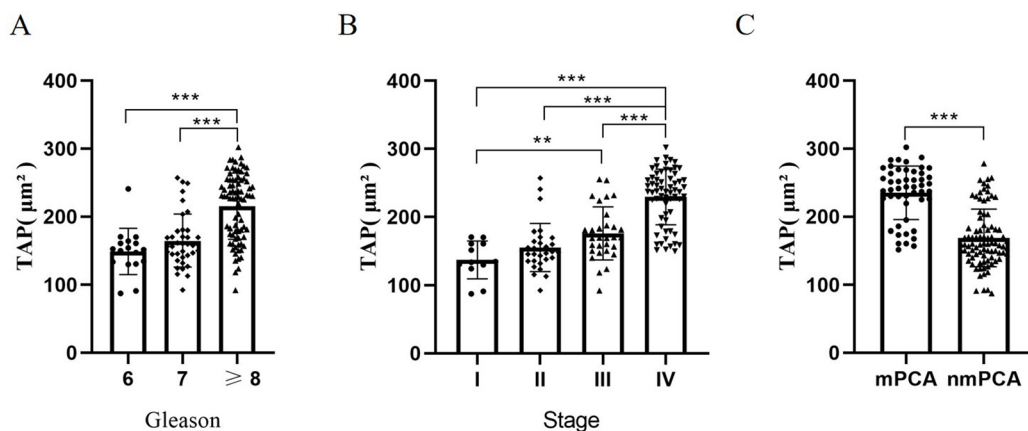 A
TAP( μm² )
400
300
200
100
0
***
***
6 7 ≥ 8
Gleason
B
TAP( μm² )
400
300
200
100
0
***
***
***
**
I II III IV
Stage
C
TAP( μm² )
400
300
200
100
0
***
mPCA nmPCA